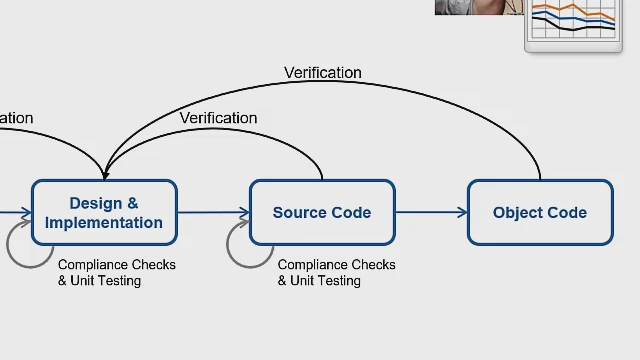 Verification
ation
Verification
Design &
Implementation
Source Code
Object Code
Compliance Checks
& Unit Testing
Compliance Checks
& Unit Testing